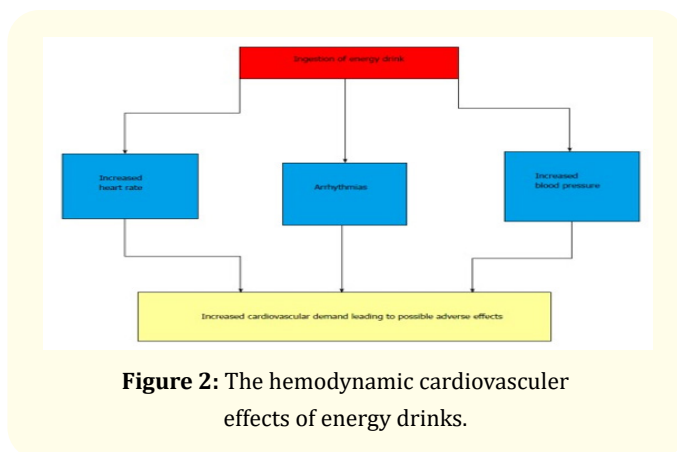 Ingestion of energy drink
Increased
heart rate
Arrhythmias
Increased
blood pressure
Increased cardiovascular demand leading to possible adverse effects
Figure 2: The hemodynamic cardiovasculer
effects of energy drinks.